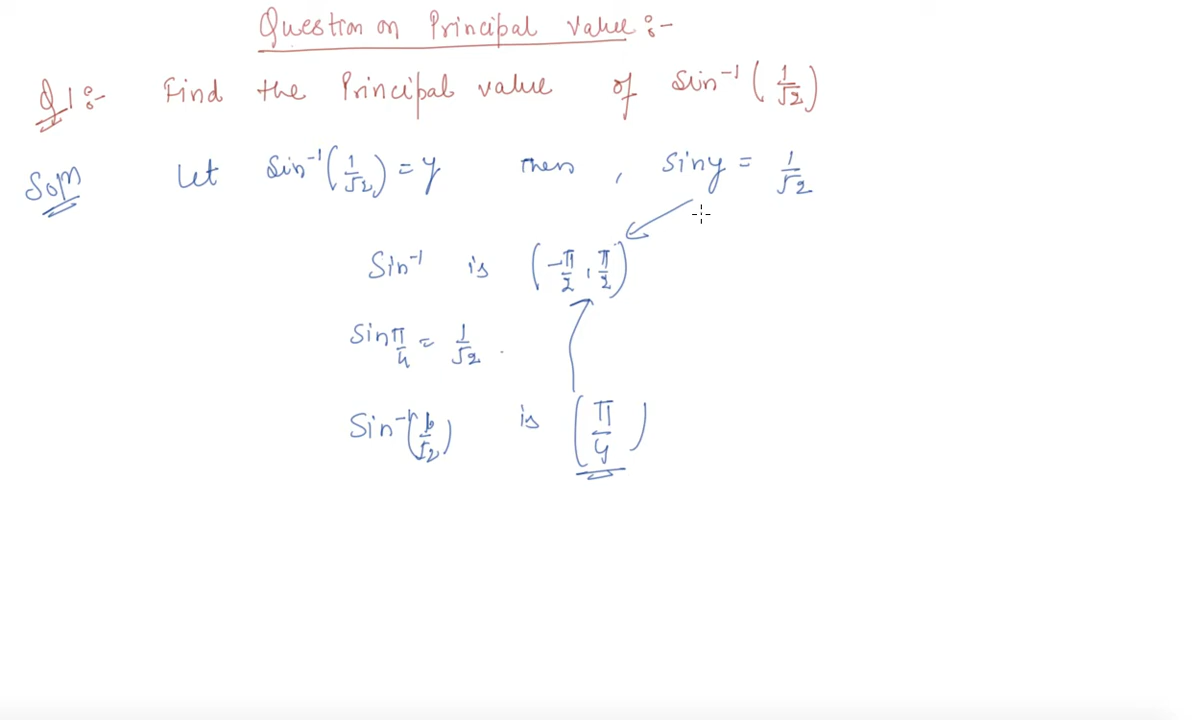 Question on Principal Value :-
Q1:- Find the Principal value of Sin⁻¹(1/√2)
Solⁿ Let Sin⁻¹(1/√2) = y Then , Siny = 1/√2
Sin⁻¹ is (-π/2, π/2)
Sin π/4 = 1/√2 .
Sin⁻¹(1/√2) is (π/4)